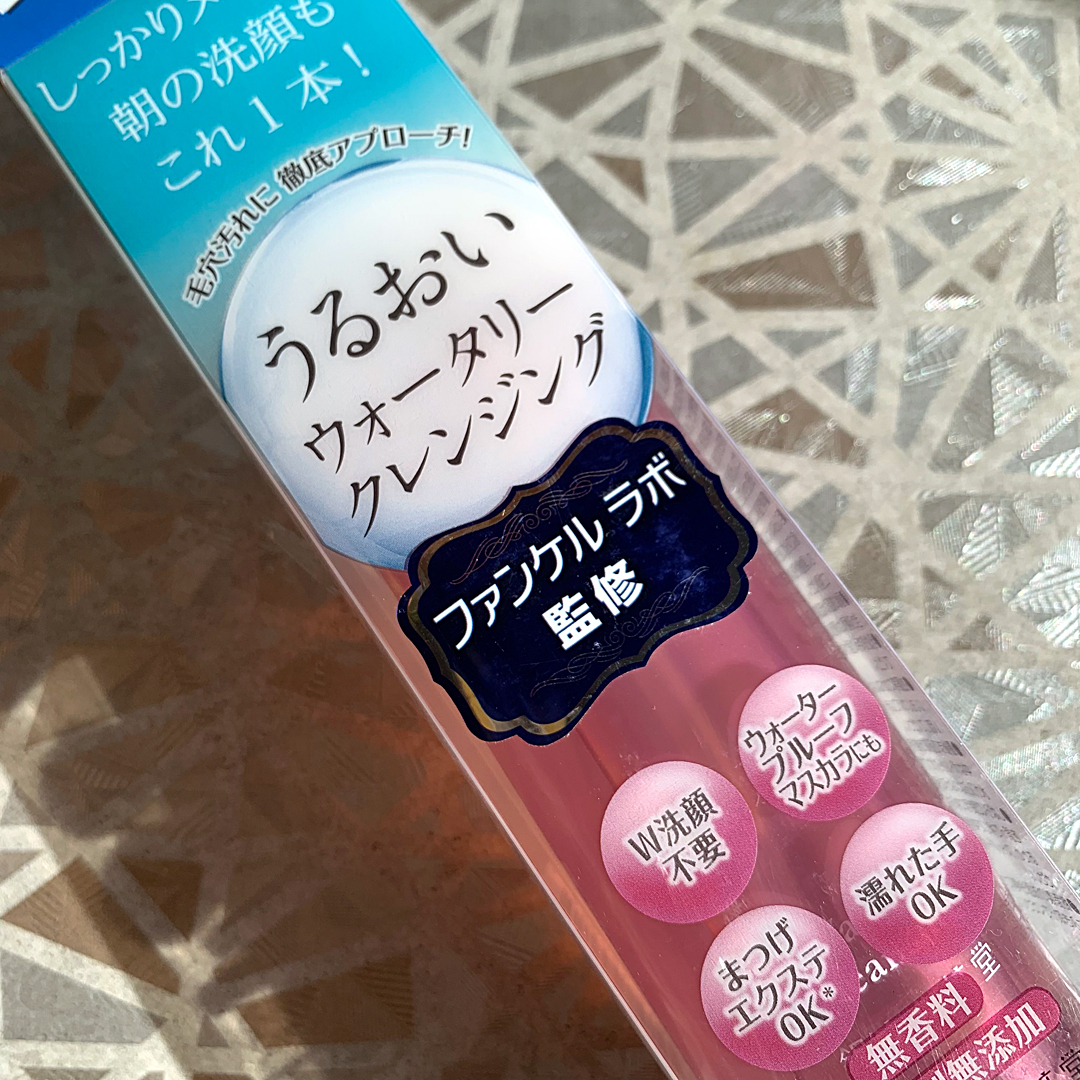 しっかり
朝の洗顔も
これ1本!
毛穴汚れに 徹底アプローチ!
うるおい
ウォータリー
クレンジング
ファンケル ラボ
監修
ウォーター
プルーフ
マスカラにも
W洗顔
不要
濡れた手
OK
まつげ
エクステ
OK*
無香料
無添加
堂